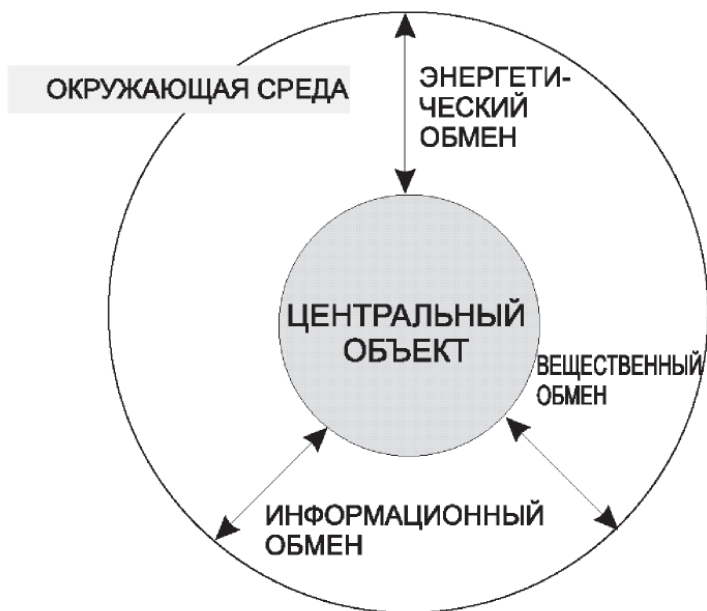 ОКРУЖАЮЩАЯ СРЕДА
ЭНЕРГЕТИ-
ЧЕСКИЙ
ОБМЕН
ЦЕНТРАЛЬНЫЙ
ОБЪЕКТ
ВЕЩЕСТВЕННЫЙ
ОБМЕН
ИНФОРМАЦИОННЫЙ
ОБМЕН